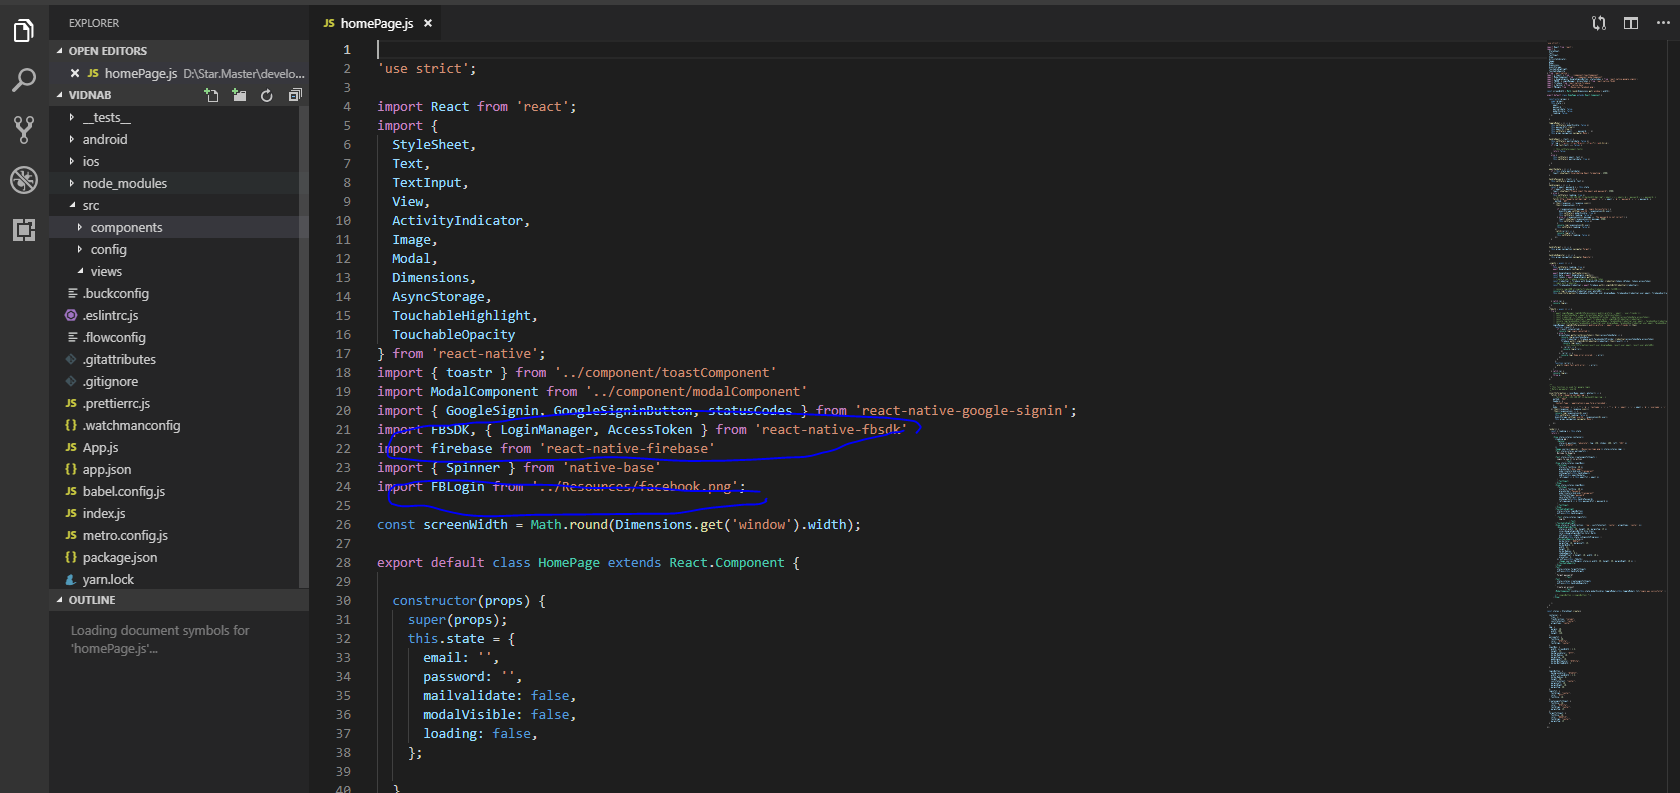 EXPLORER
OPEN EDITORS
JS homePage.js D:\Star.Master\develo...
VIDNAB
__tests__
android
ios
node_modules
src
components
config
views
.buckconfig
.eslintrc.js
.flowconfig
.gitattributes
.gitignore
JS .prettierrc.js
{} .watchmanconfig
JS App.js
{} app.json
JS babel.config.js
JS index.js
JS metro.config.js
{} package.json
yarn.lock
OUTLINE
Loading document symbols for
'homePage.js'...
JS homePage.js
1
2 'use strict';
3
4 import React from 'react';
5 import {
6 StyleSheet,
7 Text,
8 TextInput,
9 View,
10 ActivityIndicator,
11 Image,
12 Modal,
13 Dimensions,
14 AsyncStorage,
15 TouchableHighlight,
16 TouchableOpacity
17 } from 'react-native';
18 import { toastr } from '../component/toastComponent'
19 import ModalComponent from '../component/modalComponent'
20 import { GoogleSignin, GoogleSigninButton, statusCodes } from 'react-native-google-signin';
21 import FBSDK, { LoginManager, AccessToken } from 'react-native-fbsdk'
22 import firebase from 'react-native-firebase'
23 import { Spinner } from 'native-base'
24 import FBLogin from '../Resources/facebook.png';
25
26 const screenWidth = Math.round(Dimensions.get('window').width);
27
28 export default class HomePage extends React.Component {
29
30 constructor(props) {
31 super(props);
32 this.state = {
33 email: '',
34 password: '',
35 mailvalidate: false,
36 modalVisible: false,
37 loading: false,
38 };
39
40 }